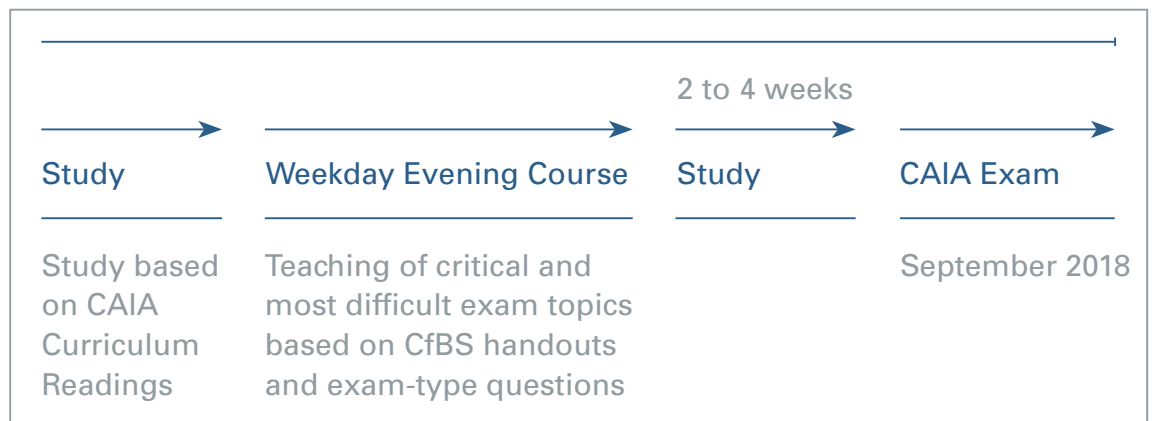 2 to 4 weeks
Study
Weekday Evening Course
Study
CAIA Exam
Study based
on CAIA
Curriculum
Readings
Teaching of critical and
most difficult exam topics
based on CfBS handouts
and exam-type questions
September 2018